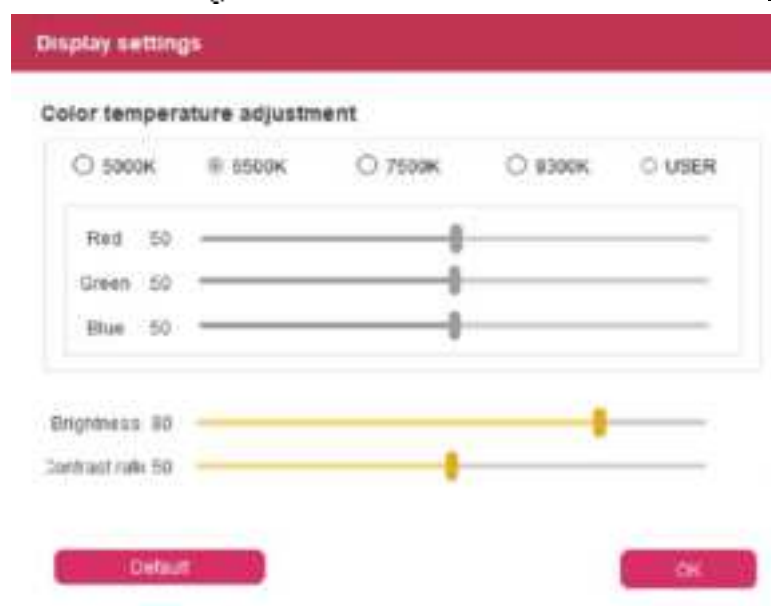 Display settings
Color temperature adjustment
5000K 6500K 7500K 9300K USER
Red 50
Green 50
Blue 50
Brightness 80
Contrast 50
Default OK